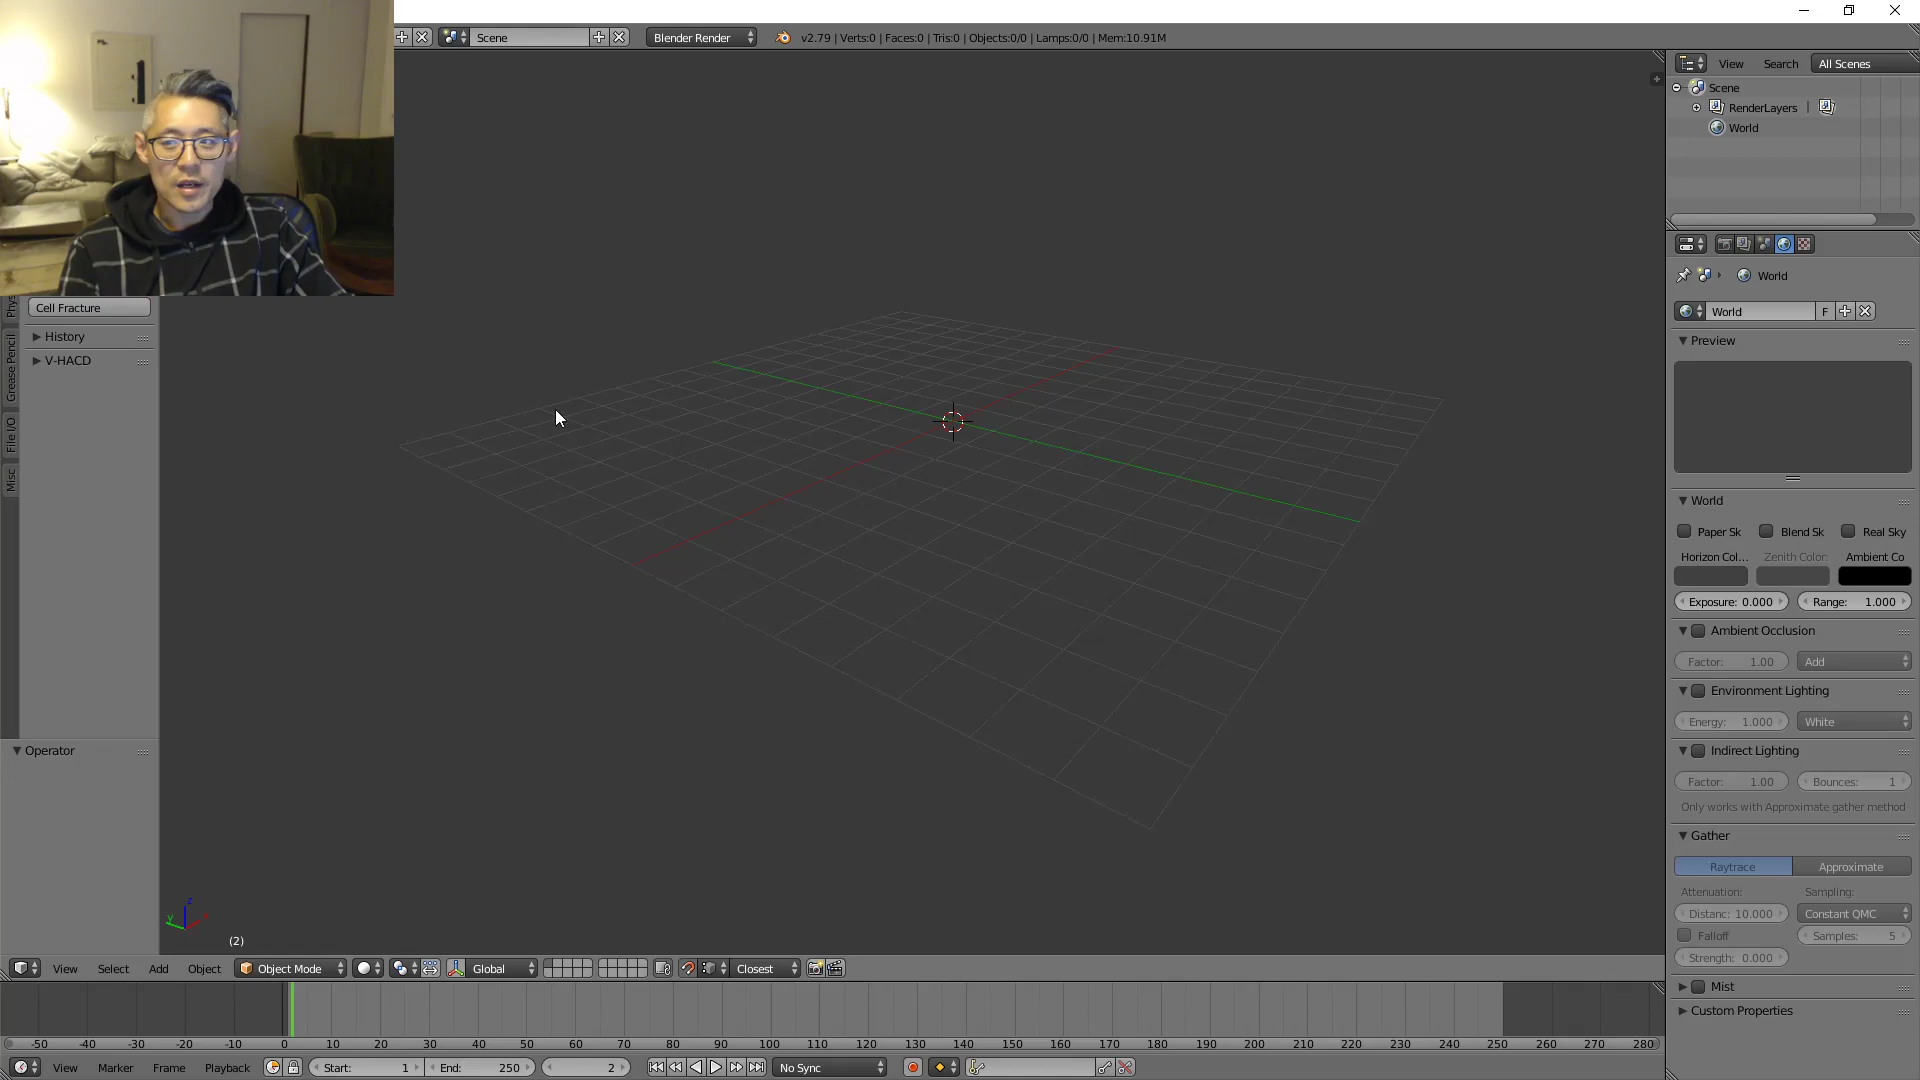 Scene
Blender Render
v2.79 | Verts:0 | Faces:0 | Tris:0 | Objects:0/0 | Lamps:0/0 | Mem:10.91M
View
Search
All Scenes
Scene
RenderLayers
World
World
World
F
Preview
World
Paper Sk
Blend Sk
Real Sky
Horizon Col...
Zenith Color:
Ambient Co
Exposure: 0.000
Range: 1.000
Ambient Occlusion
Factor: 1.00
Add
Environment Lighting
Energy: 1.000
White
Indirect Lighting
Factor: 1.00
Bounces: 1
Only works with Approximate gather method
Gather
Raytrace
Approximate
Attenuation:
Sampling:
Distanc: 10.000
Constant QMC
Falloff
Samples: 5
Strength: 0.000
Mist
Custom Properties
Phys
Grease Pencil
File I/O
Misc
Cell Fracture
History
V-HACD
Operator
z
y
x
(2)
View
Select
Add
Object
Object Mode
Global
Closest
-50 -40 -30 -20 -10 0 10 20 30 40 50 60 70 80 90 100 110 120 130 140 150 160 170 180 190 200 210 220 230 240 250 260 270 280
View
Marker
Frame
Playback
Start: 1
End: 250
2
No Sync